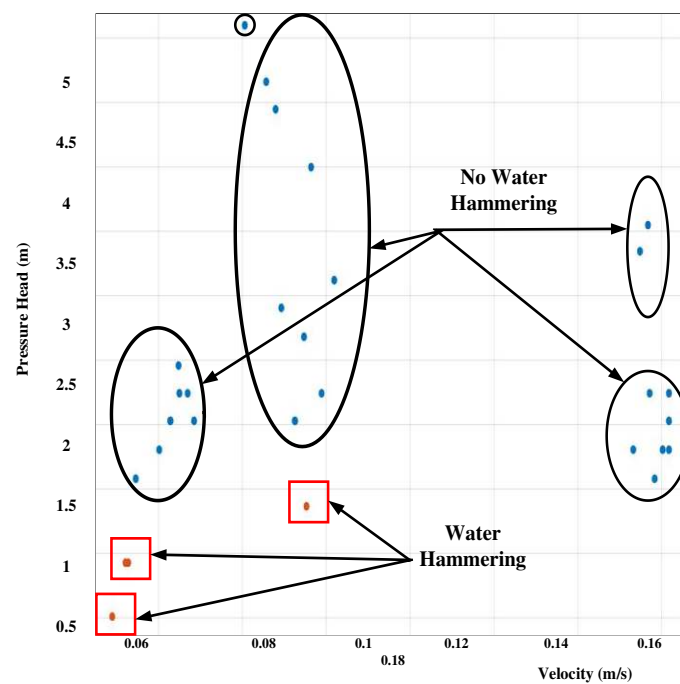 5
4.5
No Water
Hammering
4
3.5
Pressure Head (m)
3
2.5
2
1.5
Water
Hammering
1
0.5
0.06 0.08 0.1 0.12 0.14 0.16
0.18
Velocity (m/s)